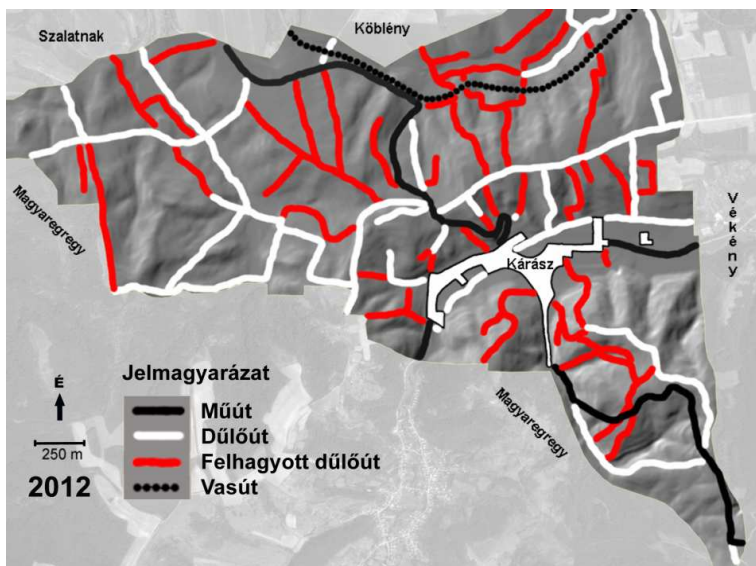 Szalatnak
Köblény
Magyaregregy
Vékény
Kárász
Magyaregregy
Jelmagyarázat
Műút
Dűlőút
Felhagyott dűlőút
Vasút
É
250 m
2012